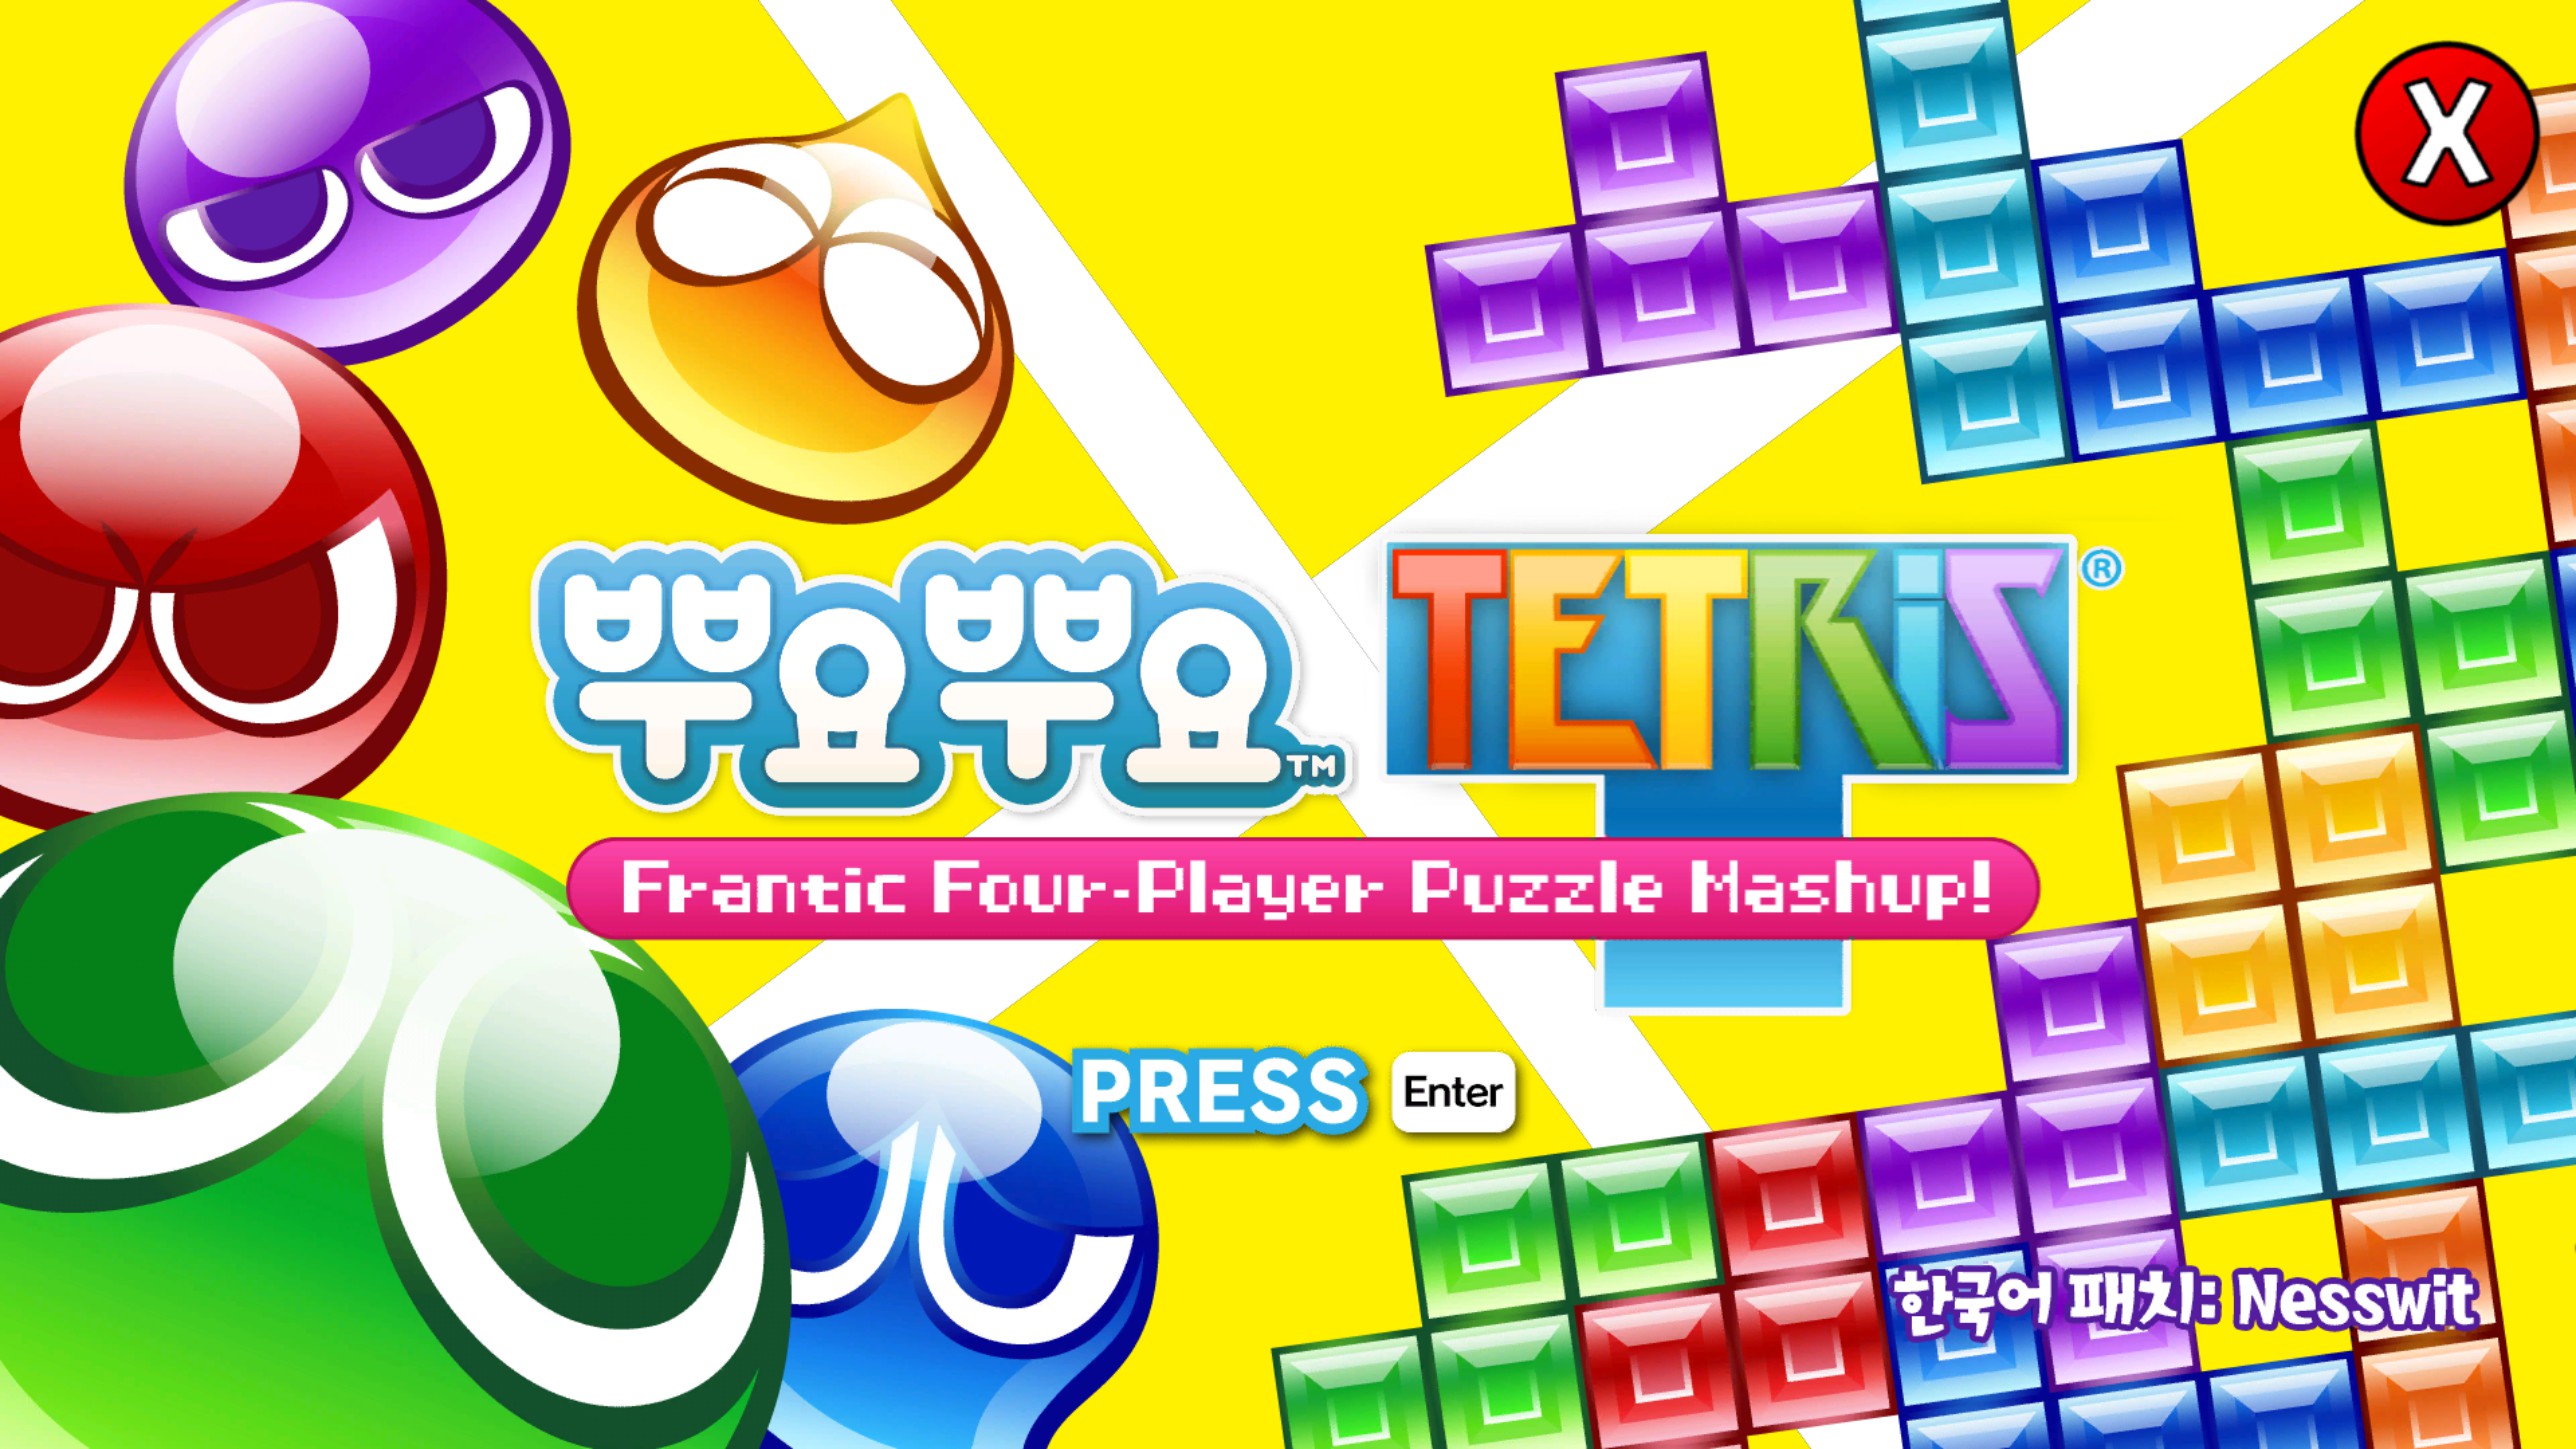 X
뿌요뿌요™ TETRiS®
Frantic Four-Player Puzzle Mashup!
PRESS Enter
한국어 패치: Nesswit